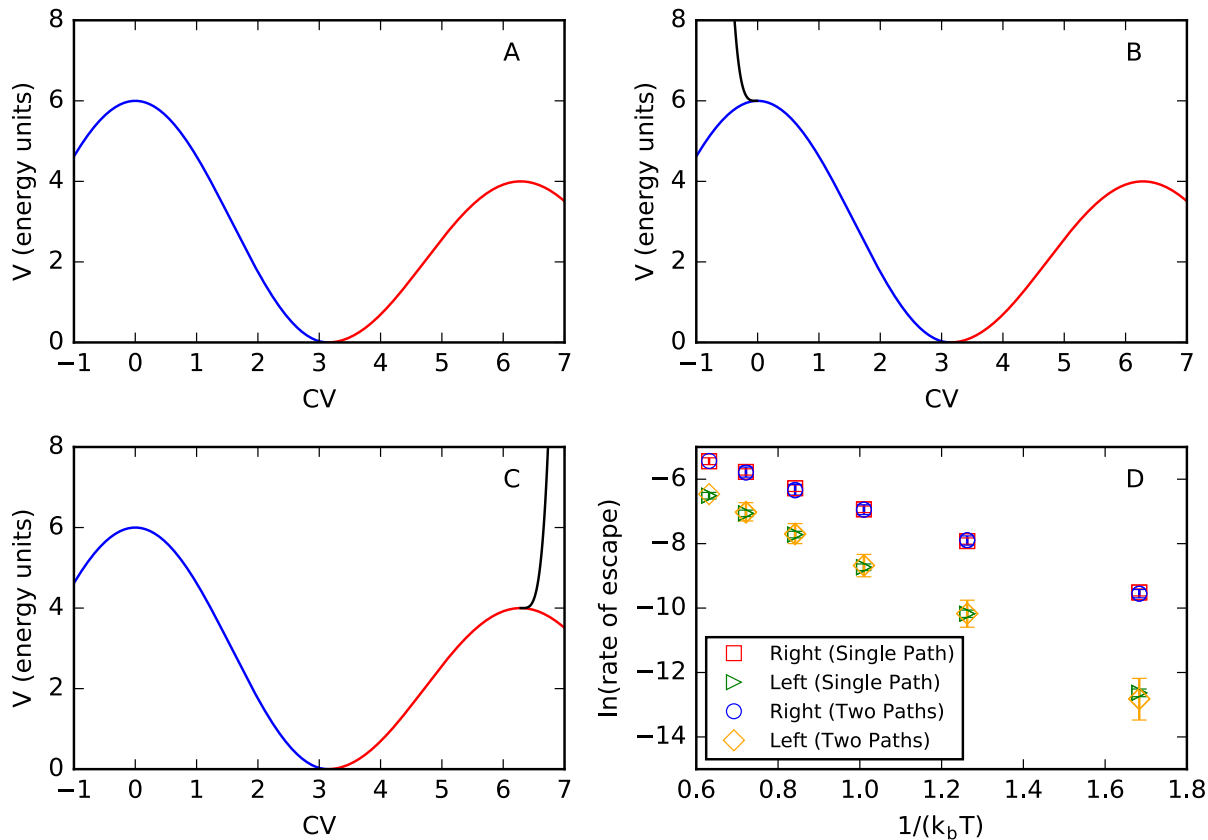 A
V (energy units)
8
6
4
2
0
−1 0 1 2 3 4 5 6 7
CV
B
V (energy units)
8
6
4
2
0
−1 0 1 2 3 4 5 6 7
CV
C
V (energy units)
8
6
4
2
0
−1 0 1 2 3 4 5 6 7
CV
D
ln(rate of escape)
−6
−8
−10
−12
−14
Right (Single Path)
Left (Single Path)
Right (Two Paths)
Left (Two Paths)
0.6 0.8 1.0 1.2 1.4 1.6 1.8
1/(k_bT)